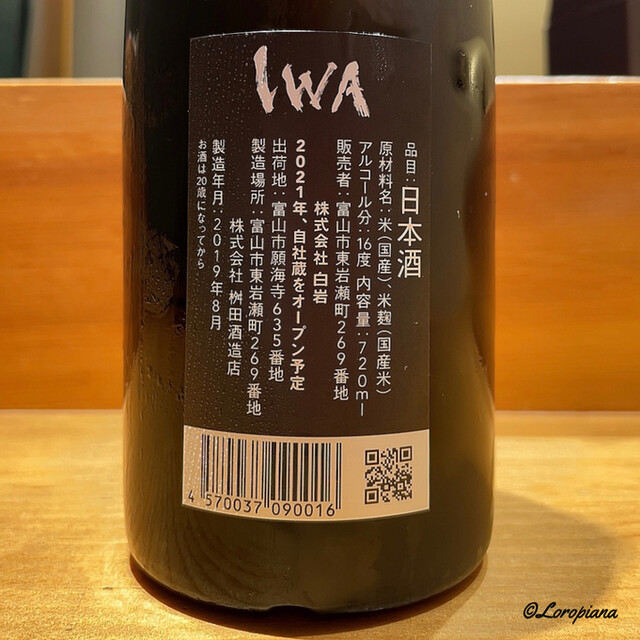 IWA
品目:日本酒
原材料名:米(国産)、米麹(国産米)
アルコール分:16度 内容量:720ml
販売者:富山市東岩瀬町269番地
株式会社 白岩
2021年、自社蔵をオープン予定
出荷地:富山市願海寺635番地
製造場所:富山市東岩瀬町269番地
株式会社 桝田酒造店
製造年月:2019年8月
お酒は20歳になってから
4 570037 090016
©Loropiana